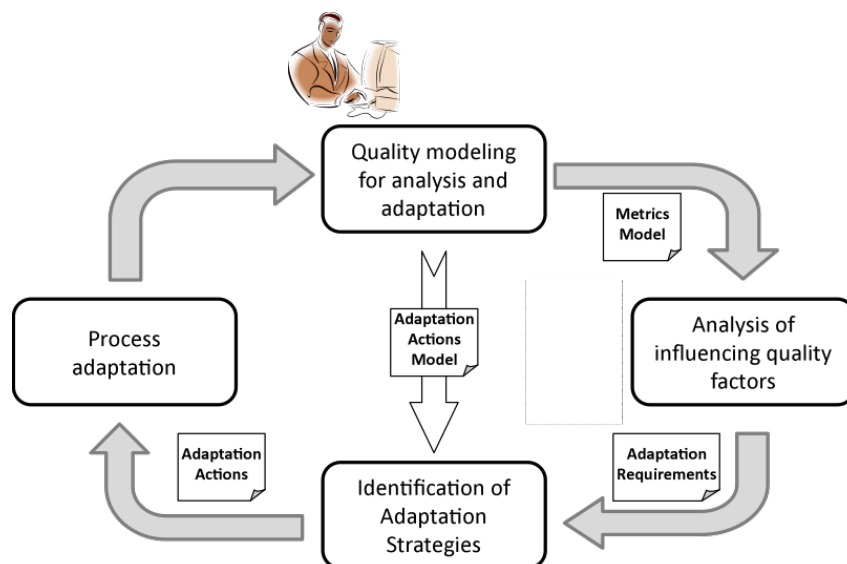 Quality modeling
for analysis and
adaptation
Metrics
Model
Process
adaptation
Adaptation
Actions
Model
Analysis of
influencing quality
factors
Adaptation
Actions
Adaptation
Requirements
Identification of
Adaptation
Strategies